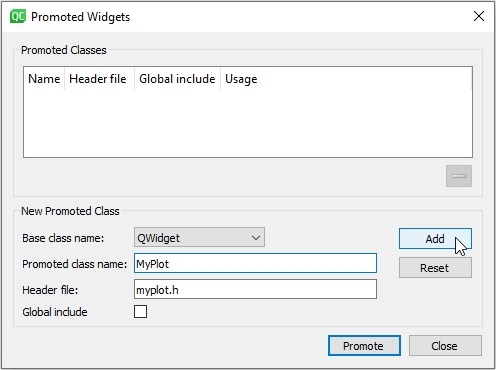 QC Promoted Widgets
Promoted Classes
Name Header file Global include Usage
New Promoted Class
Base class name: QWidget Add
Promoted class name: MyPlot
Reset
Header file: myplot.h
Global include
Promote Close